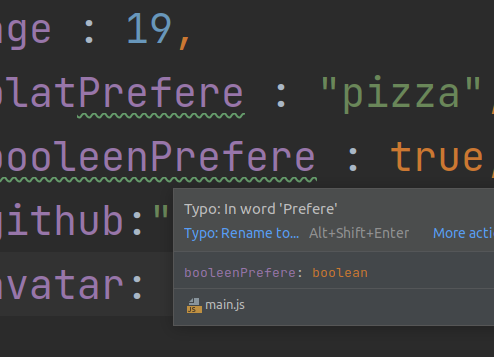 age : 19,
platPrefere : "pizza",
booleenPrefere : true,
github:"
Typo: In word 'Prefere'
Typo: Rename to... Alt+Shift+Enter More acti
avatar:
booleenPrefere: boolean
main.js